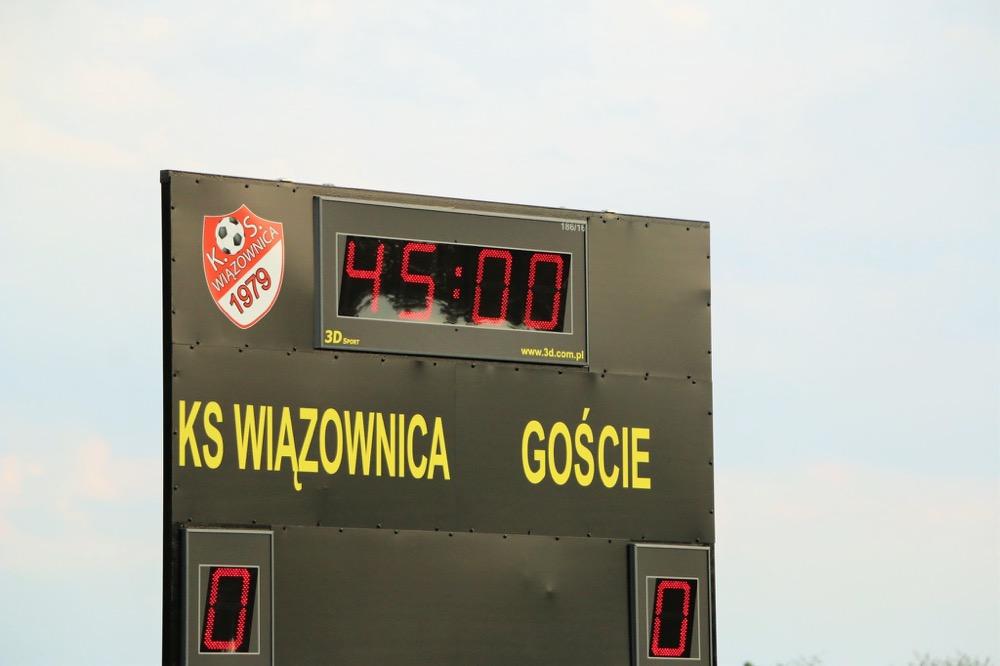 186/16
K. S.
WIĄZOWNICA
1979
45:00
3D SPORT
www.3d.com.pl
KS WIĄZOWNICA GOŚCIE
0 0